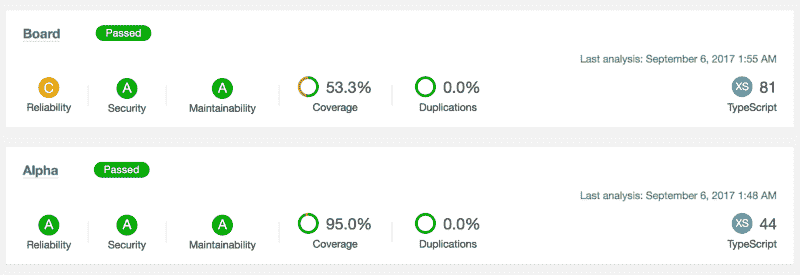 Board Passed
Last analysis: September 6, 2017 1:55 AM
C A A 53.3% 0.0% XS 81
Reliability Security Maintainability Coverage Duplications TypeScript
Alpha Passed
Last analysis: September 6, 2017 1:48 AM
A A A 95.0% 0.0% XS 44
Reliability Security Maintainability Coverage Duplications TypeScript